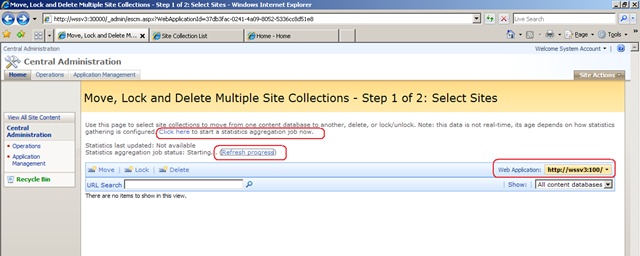 Move, Lock and Delete Multiple Site Collections - Step 1 of 2: Select Sites - Windows Internet Explorer
http://wssv3:30000/_admin/escm.aspx?WebApplicationId=37db3fac-0241-4a09-8052-5336cc8d51e8
Move, Lock and Delete Mul... Site Collection List Home - Home
Central Administration Welcome System Account
Central Administration
Home Operations Application Management Site Actions
Move, Lock and Delete Multiple Site Collections - Step 1 of 2: Select Sites
View All Site Content
Central Administration
Operations
Application Management
Recycle Bin
Use this page to select site collections to move from one content database to another, delete, or lock/unlock. Note: this data is not real-time, its age depends on how statistics
gathering is configured. Click here to start a statistics aggregation job now.
Statistics last updated: Not available
Statistics aggregation job status: Starting... (Refresh progress)
Move Lock Delete Web Application: http://wssv3:100/
URL Search Show: All content databases
There are no items to show in this view.